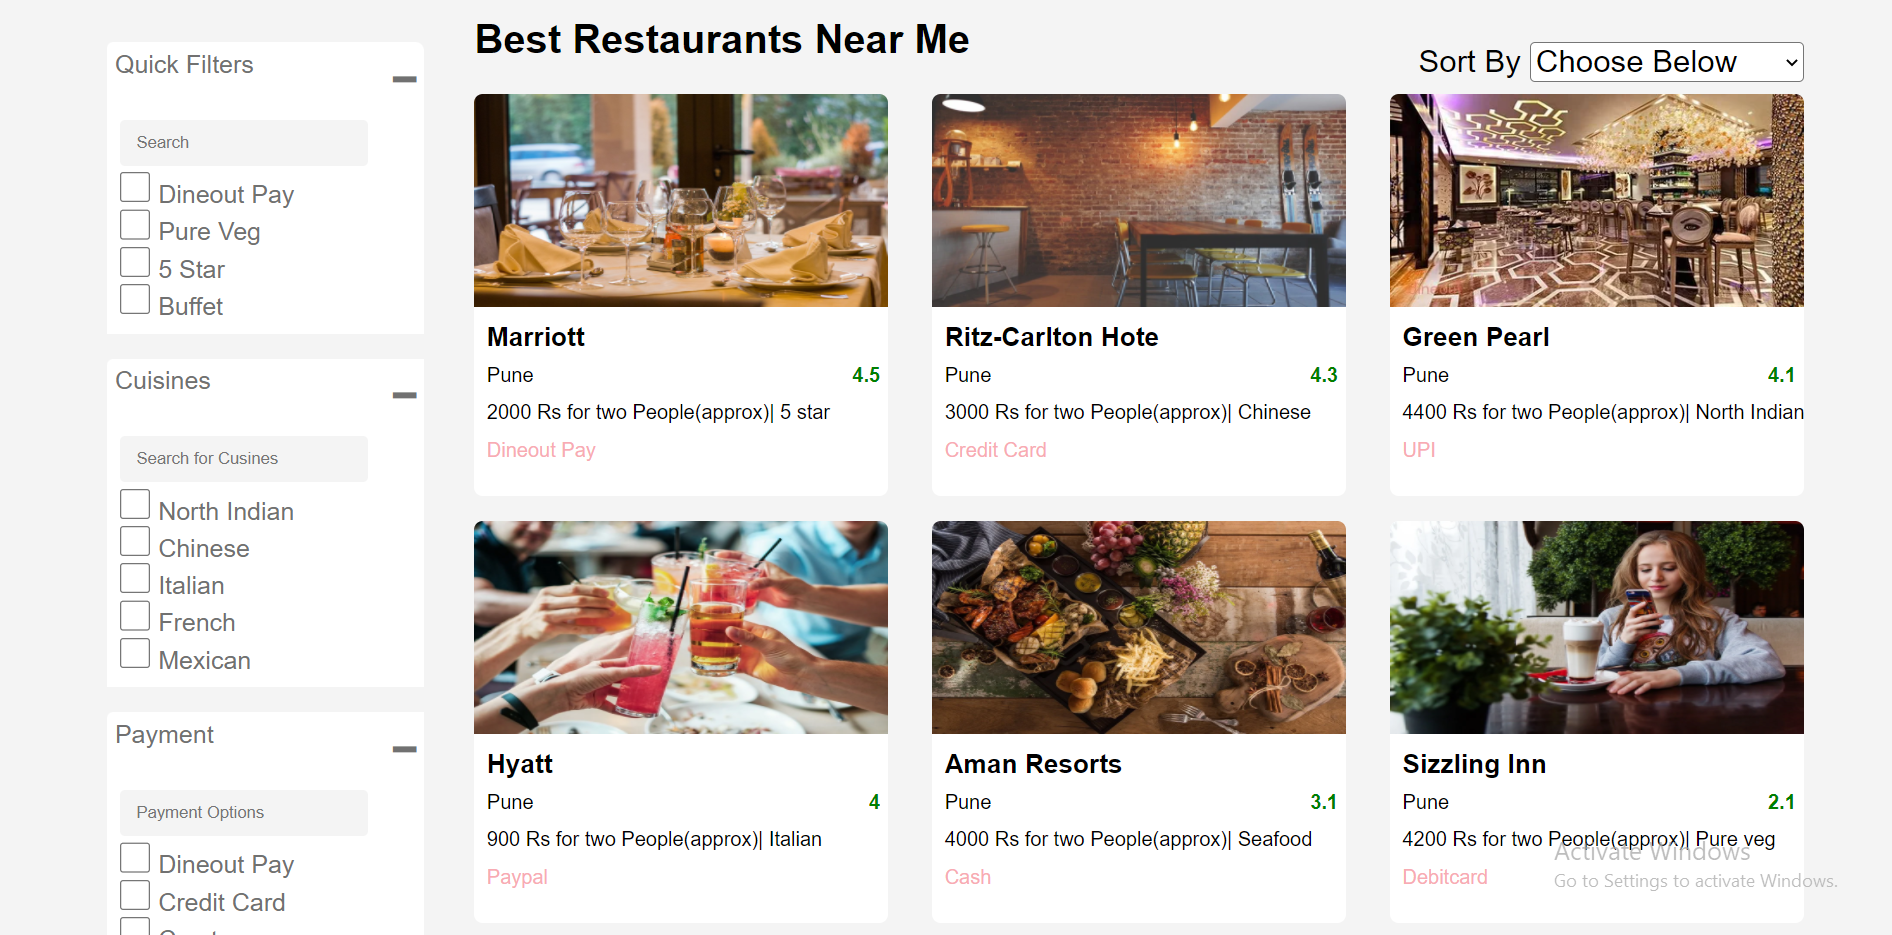 Best Restaurants Near Me
Sort By Choose Below
Quick Filters
Search
Dineout Pay
Pure Veg
5 Star
Buffet
Cuisines
Search for Cusines
North Indian
Chinese
Italian
French
Mexican
Payment
Payment Options
Dineout Pay
Credit Card
Marriott
Pune 4.5
2000 Rs for two People(approx)| 5 star
Dineout Pay
Ritz-Carlton Hote
Pune 4.3
3000 Rs for two People(approx)| Chinese
Credit Card
Green Pearl
Pune 4.1
4400 Rs for two People(approx)| North Indian
UPI
Hyatt
Pune 4
900 Rs for two People(approx)| Italian
Paypal
Aman Resorts
Pune 3.1
4000 Rs for two People(approx)| Seafood
Cash
Sizzling Inn
Pune 2.1
4200 Rs for two People(approx)| Pure veg
Debitcard
Activate Windows
Go to Settings to activate Windows.